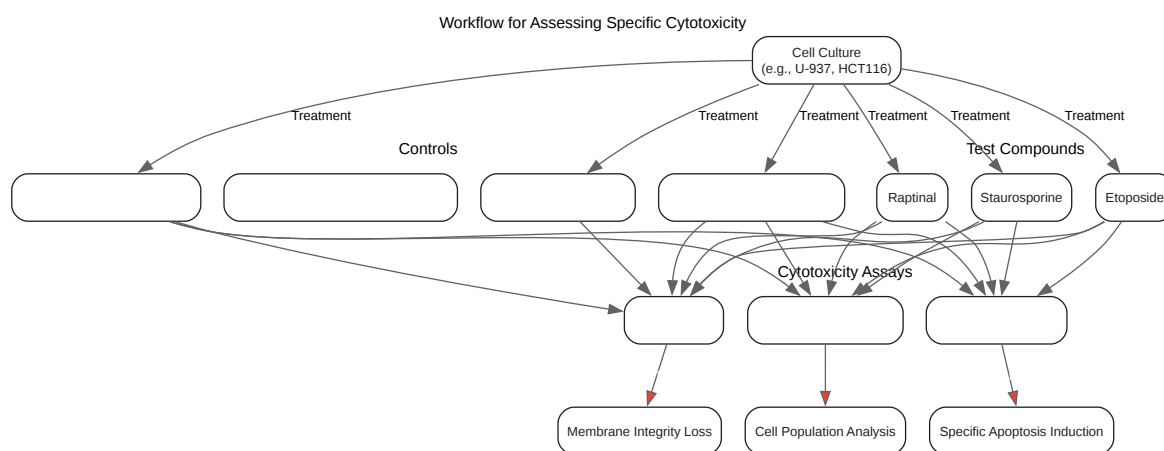 Workflow for Assessing Specific Cytotoxicity
Cell Culture
(e.g., U-937, HCT116)
Treatment
Treatment
Treatment
Treatment
Treatment
Treatment
Controls
Test Compounds
Raptinal
Staurosporine
Etoposide
Cytotoxicity Assays
Membrane Integrity Loss
Cell Population Analysis
Specific Apoptosis Induction